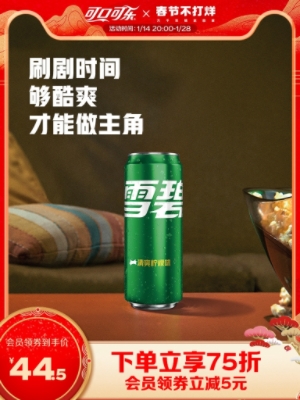 可口可乐 × 春节不打烊
活动时间：1/14 20:00-1/28
刷剧时间
够酷爽
才能做主角
雪碧
清爽柠檬味
会员领券到手价
¥44.5
下单立享75折
会员领券立减5元